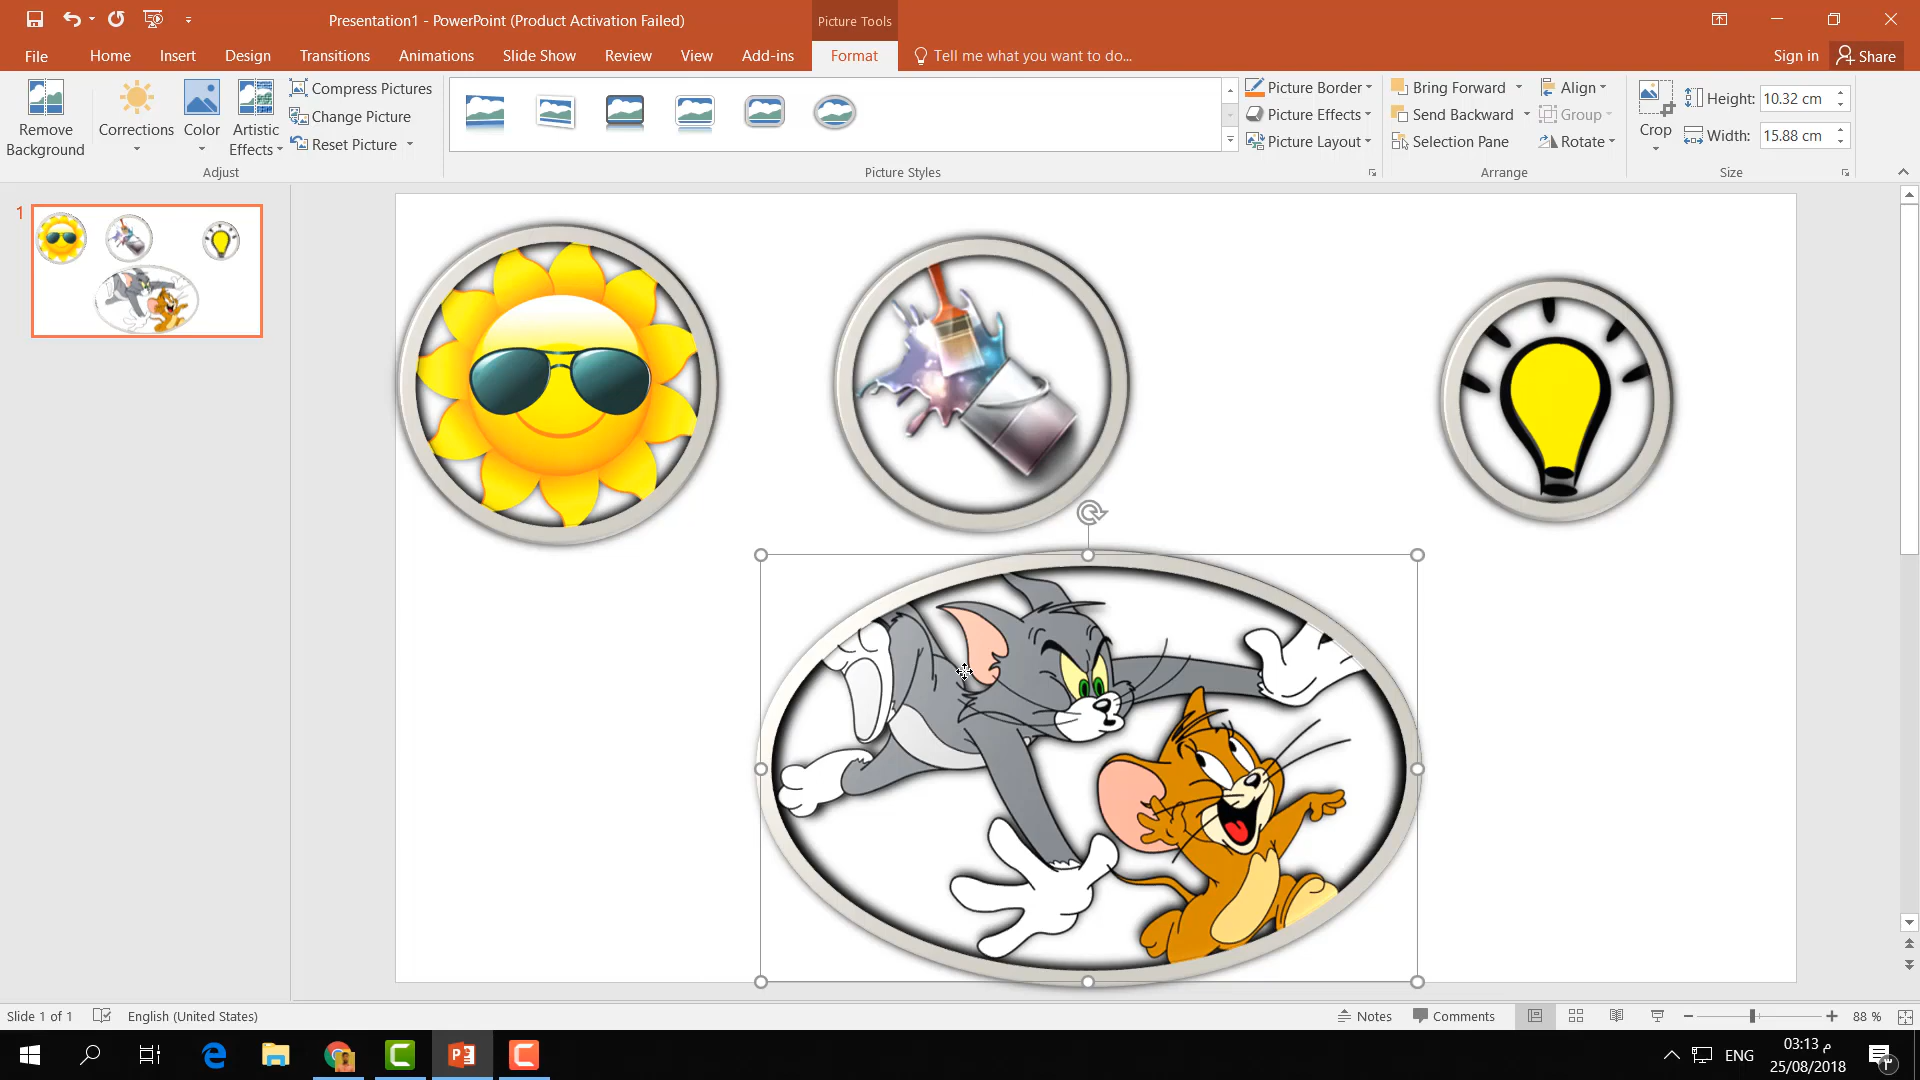 Presentation1 - PowerPoint (Product Activation Failed)
Picture Tools
File Home Insert Design Transitions Animations Slide Show Review View Add-ins Format Tell me what you want to do... Sign in Share
Remove Background
Corrections
Color
Artistic Effects
Compress Pictures
Change Picture
Reset Picture
Adjust
Picture Styles
Picture Border
Picture Effects
Picture Layout
Bring Forward
Send Backward
Selection Pane
Align
Group
Rotate
Arrange
Crop
Height: 10.32 cm
Width: 15.88 cm
Size
1
Slide 1 of 1 English (United States) Notes Comments 88 %
ENG
03:13 م
25/08/2018
٣